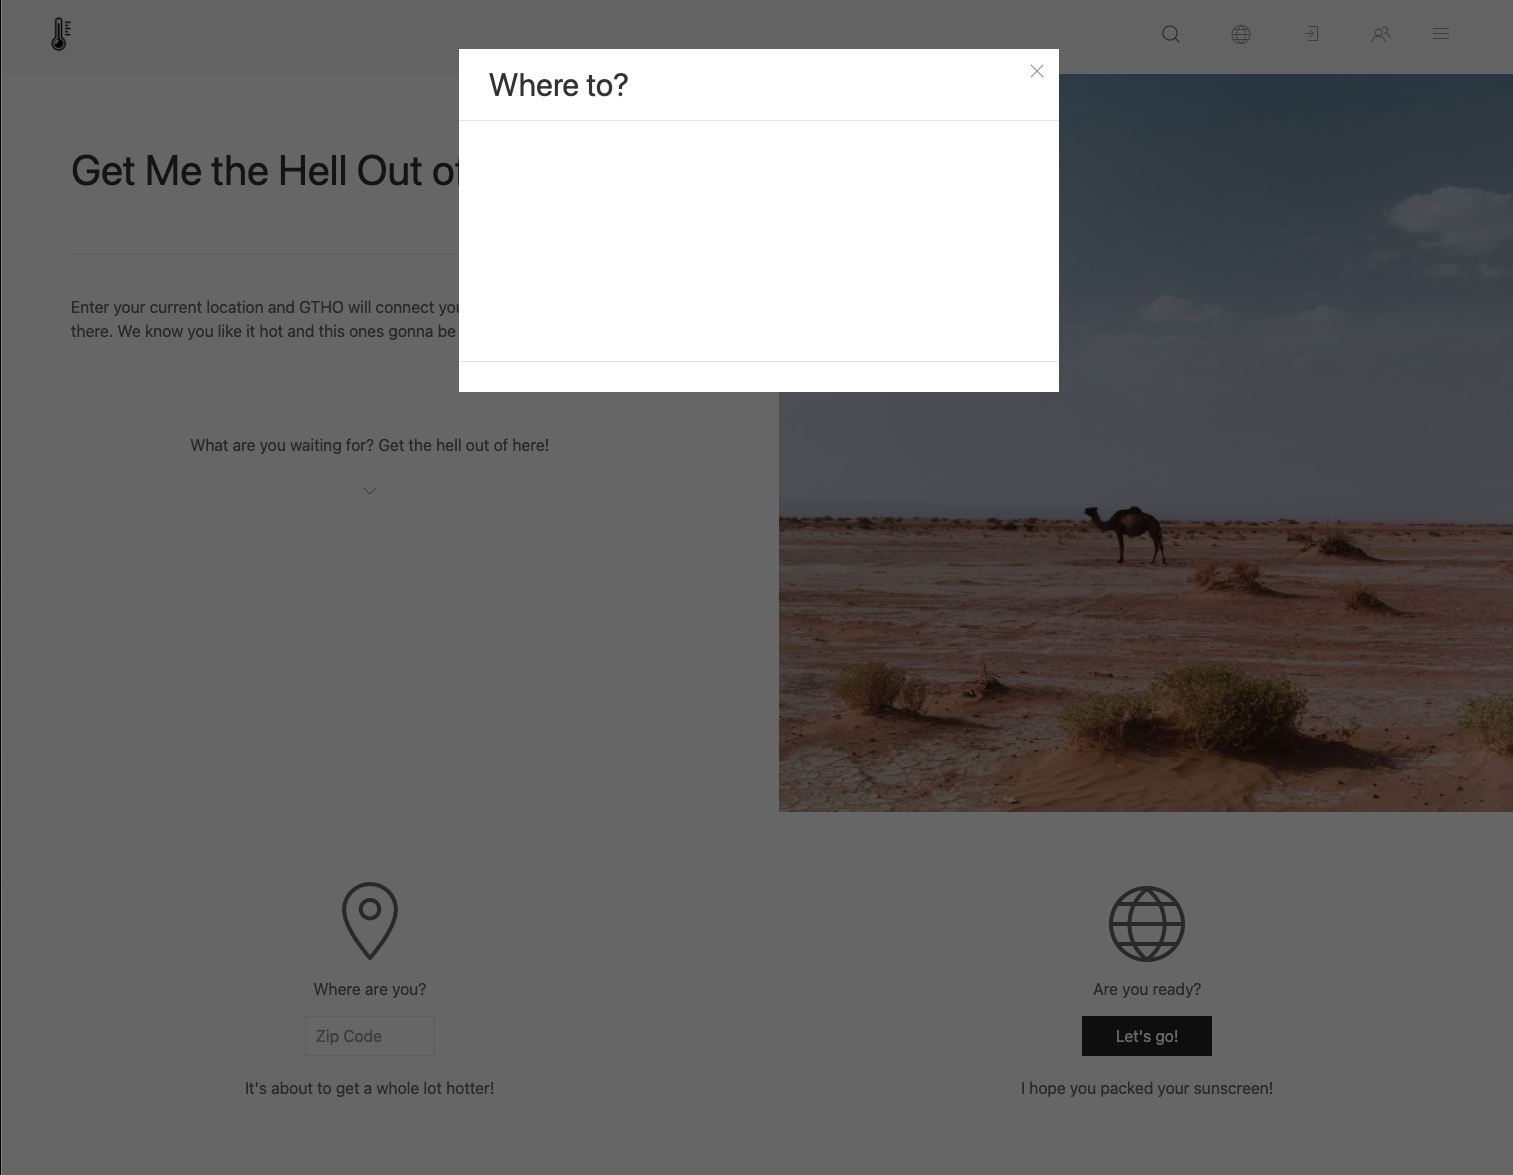 Where to?
Get Me the Hell Out of
Enter your current location and GTHO will connect
there. We know you like it hot and this ones gonna be
What are you waiting for? Get the hell out of here!
Where are you?
Zip Code
It's about to get a whole lot hotter!
Are you ready?
Let's go!
I hope you packed your sunscreen!